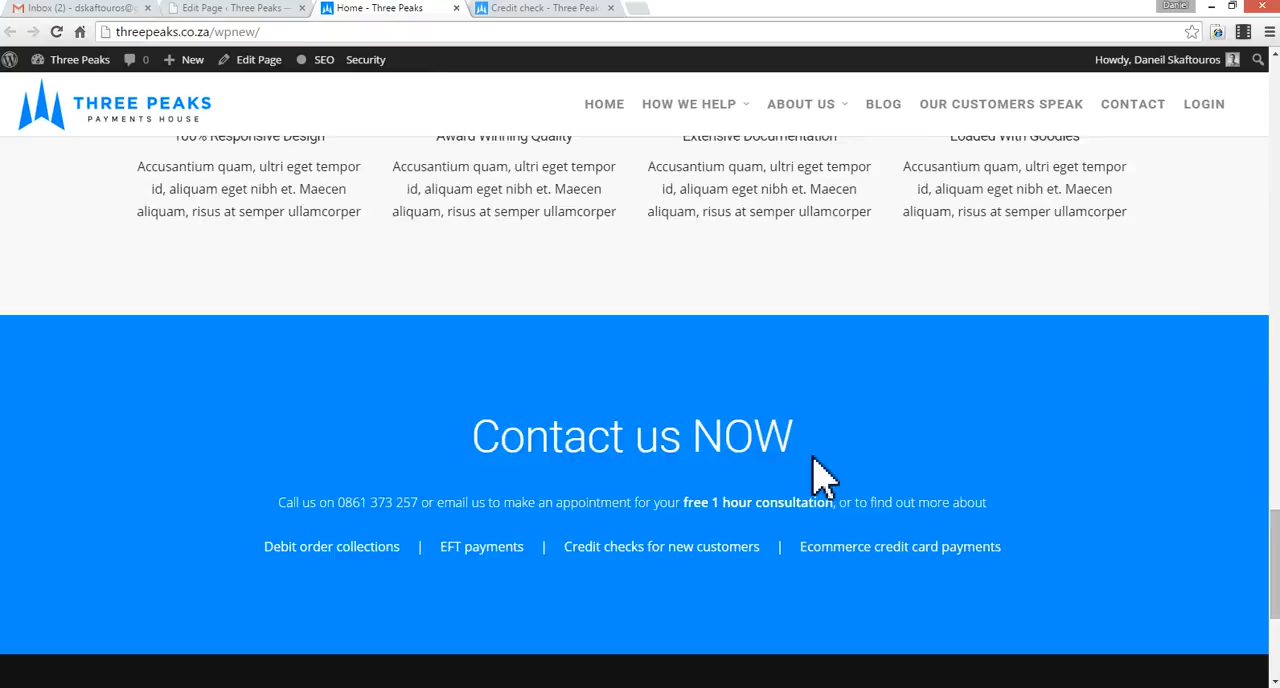 Inbox (2) - dskaftouros@
Edit Page ‹ Three Peaks —
Home - Three Peaks
Credit check - Three Peak
Daniel
threepeaks.co.za/wpnew/
Three Peaks
0
New
Edit Page
SEO
Security
Howdy, Daneil Skaftouros
THREE PEAKS
PAYMENTS HOUSE
HOME
HOW WE HELP
ABOUT US
BLOG
OUR CUSTOMERS SPEAK
CONTACT
LOGIN
100% Responsive Design
Award Winning Quality
Extensive Documentation
Loaded With Goodies
Accusantium quam, ultri eget tempor
id, aliquam eget nibh et. Maecen
aliquam, risus at semper ullamcorper
Accusantium quam, ultri eget tempor
id, aliquam eget nibh et. Maecen
aliquam, risus at semper ullamcorper
Accusantium quam, ultri eget tempor
id, aliquam eget nibh et. Maecen
aliquam, risus at semper ullamcorper
Accusantium quam, ultri eget tempor
id, aliquam eget nibh et. Maecen
aliquam, risus at semper ullamcorper
Contact us NOW
Call us on 0861 373 257 or email us to make an appointment for your free 1 hour consultation, or to find out more about
Debit order collections | EFT payments | Credit checks for new customers | Ecommerce credit card payments